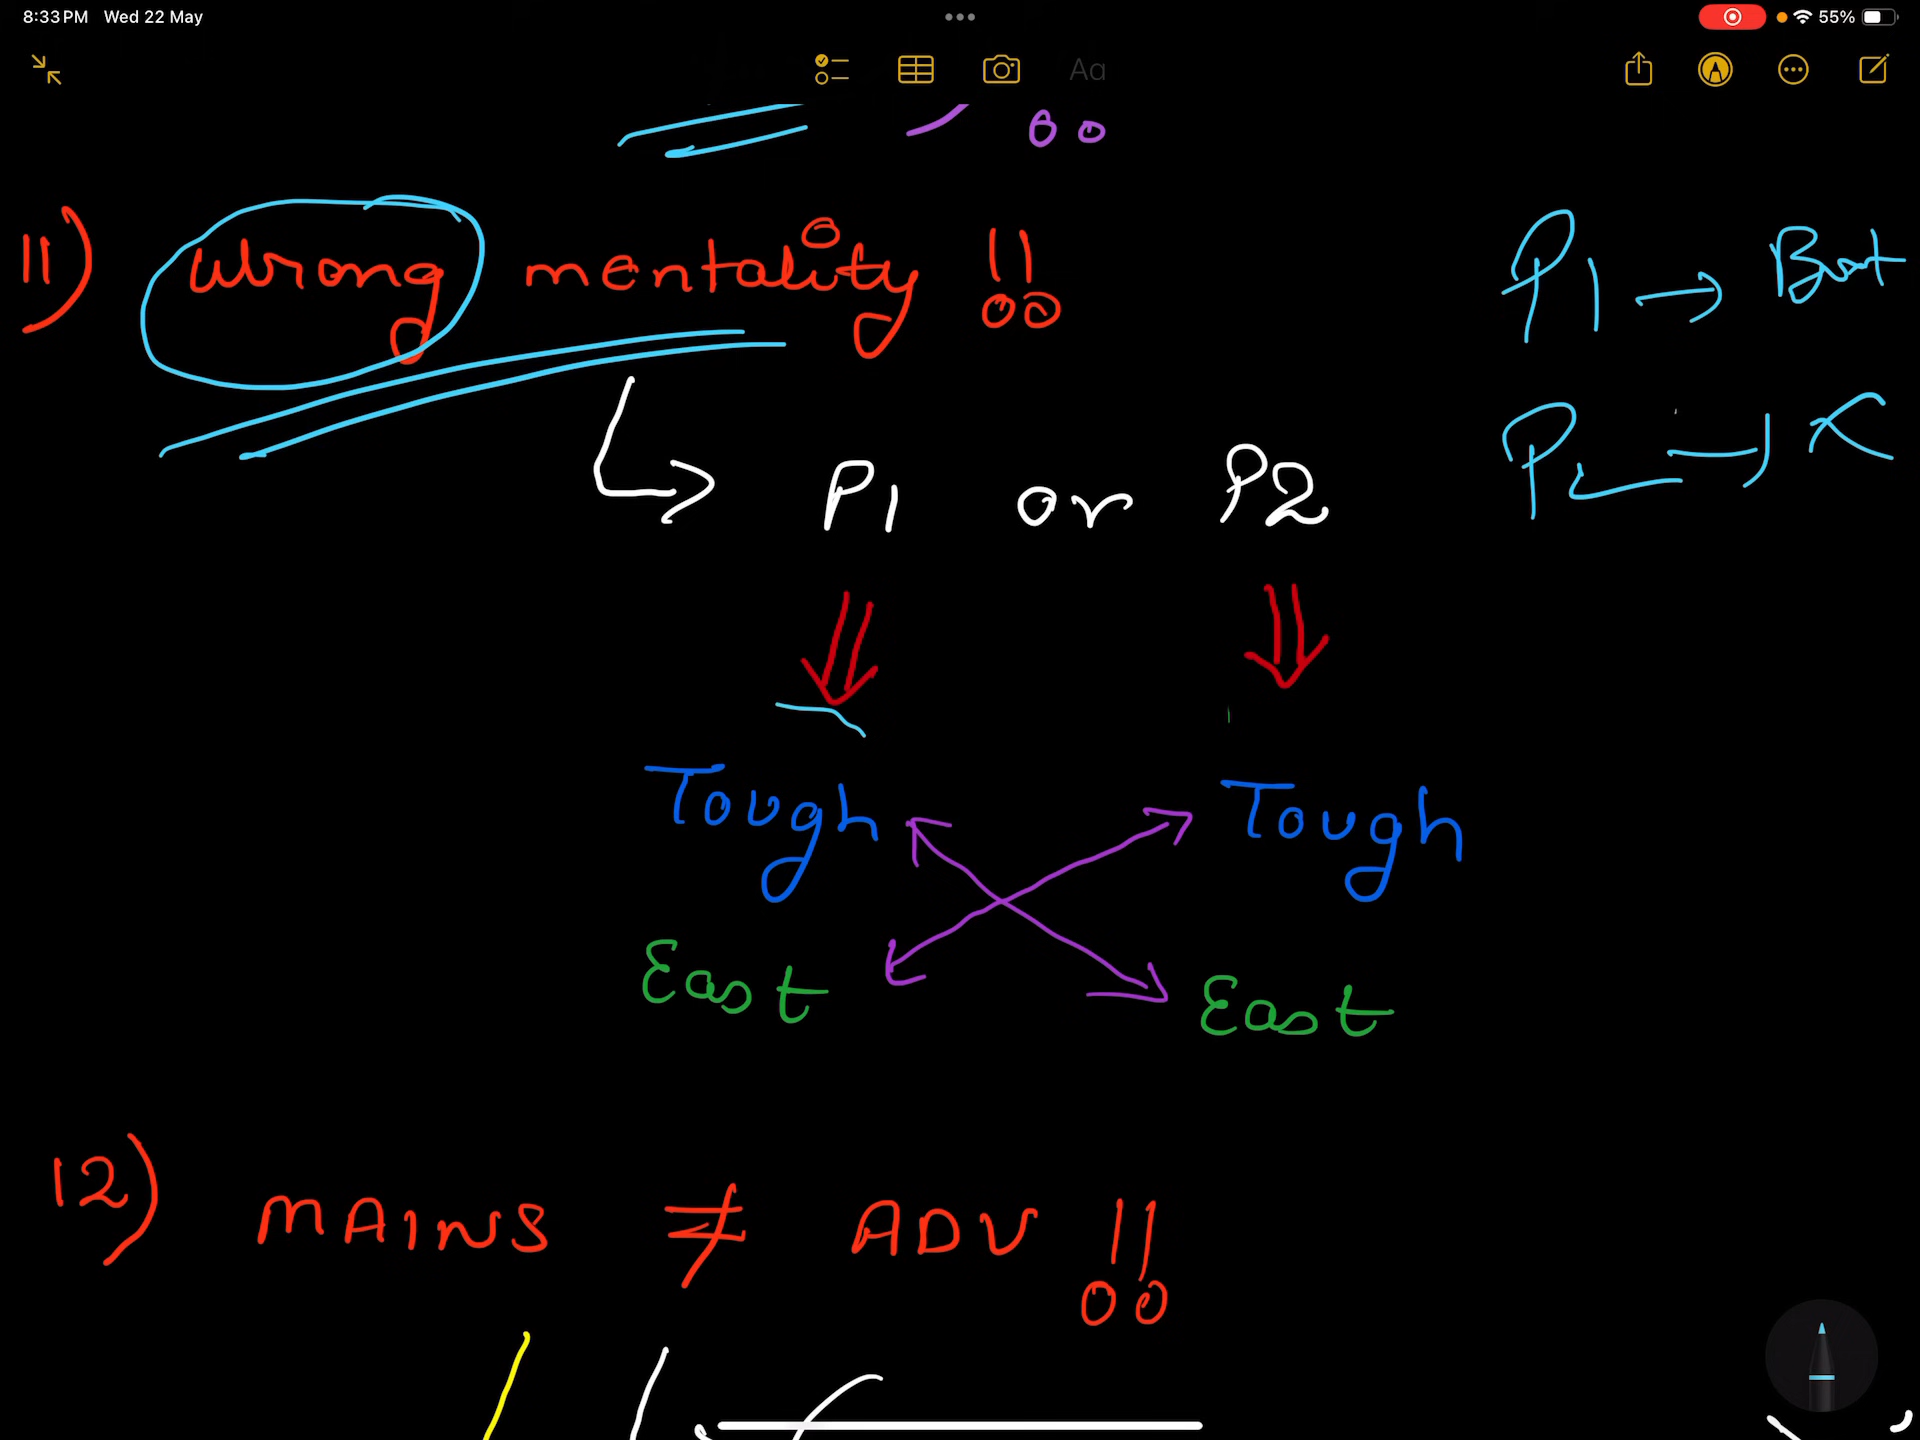 8:33 PM Wed 22 May
55%
Aa
11) Wrong mentality !!
P1 → Best
P2 → X
↳ P1 or P2
Tough Tough
East East
12) MAINS ≠ ADV !!